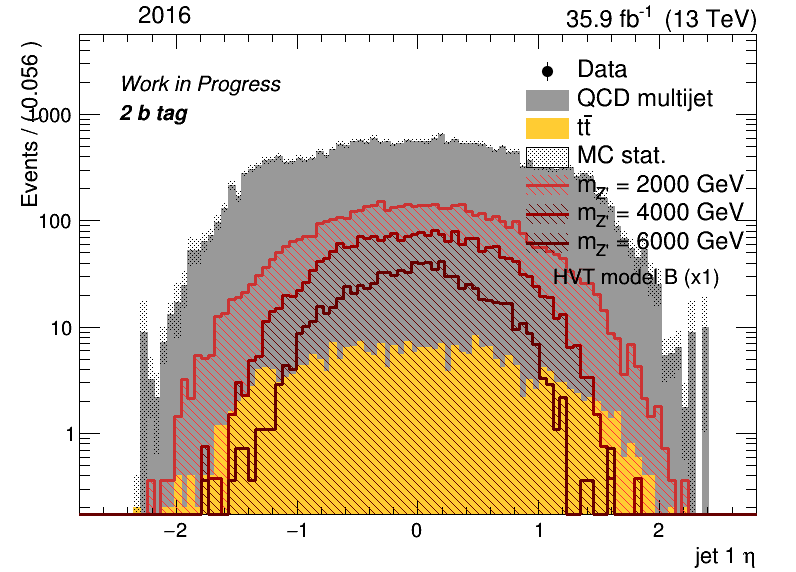 2016
35.9 fb⁻¹ (13 TeV)
Events / ( 0.056 )
Work in Progress
2 b tag
Data
QCD multijet
tt̄
MC stat.
m_Z' = 2000 GeV
m_Z' = 4000 GeV
m_Z' = 6000 GeV
HVT model B (x1)
1000
100
10
1
−2 −1 0 1 2
jet 1 η